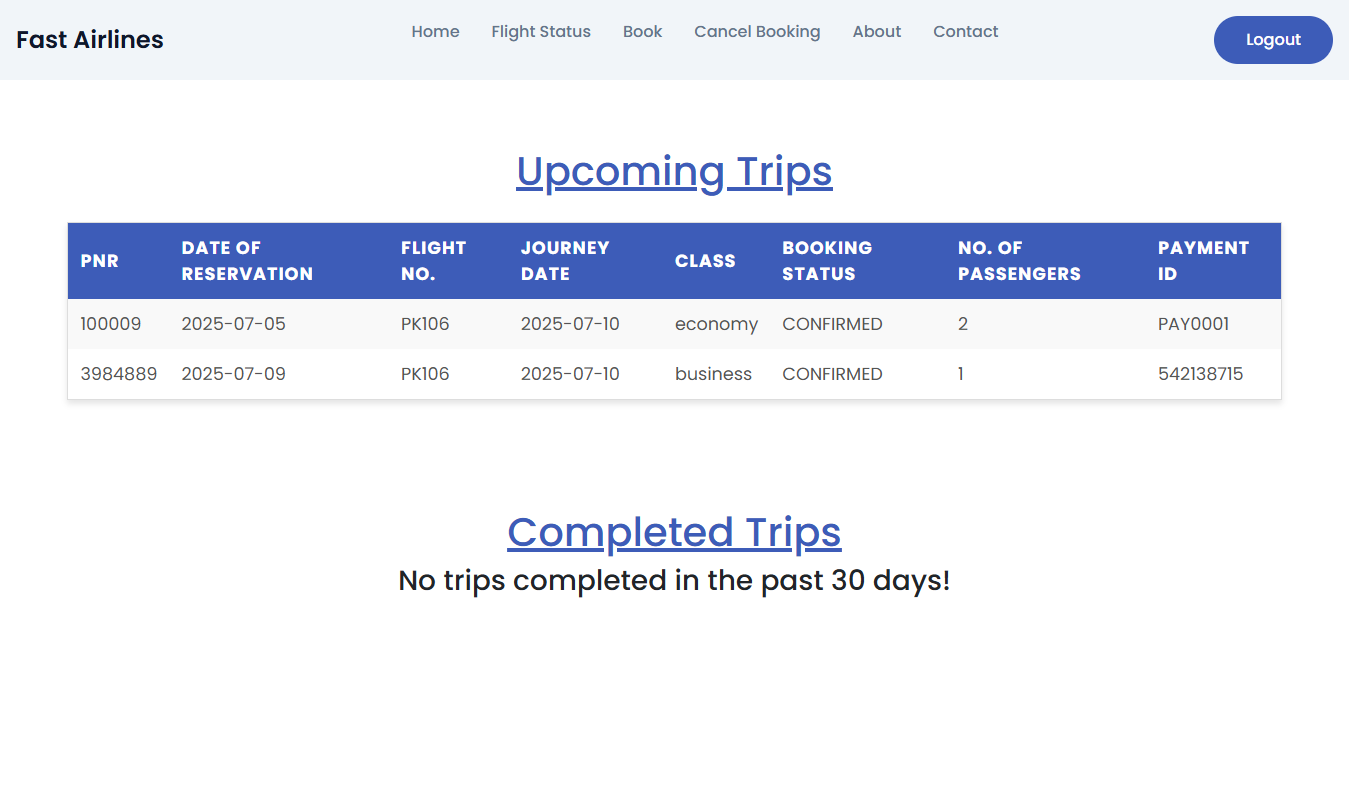 Fast Airlines Home Flight Status Book Cancel Booking About Contact Logout
Upcoming Trips
PNR DATE OF RESERVATION FLIGHT NO. JOURNEY DATE CLASS BOOKING STATUS NO. OF PASSENGERS PAYMENT ID
100009 2025-07-05 PK106 2025-07-10 economy CONFIRMED 2 PAY0001
3984889 2025-07-09 PK106 2025-07-10 business CONFIRMED 1 542138715
Completed Trips
No trips completed in the past 30 days!